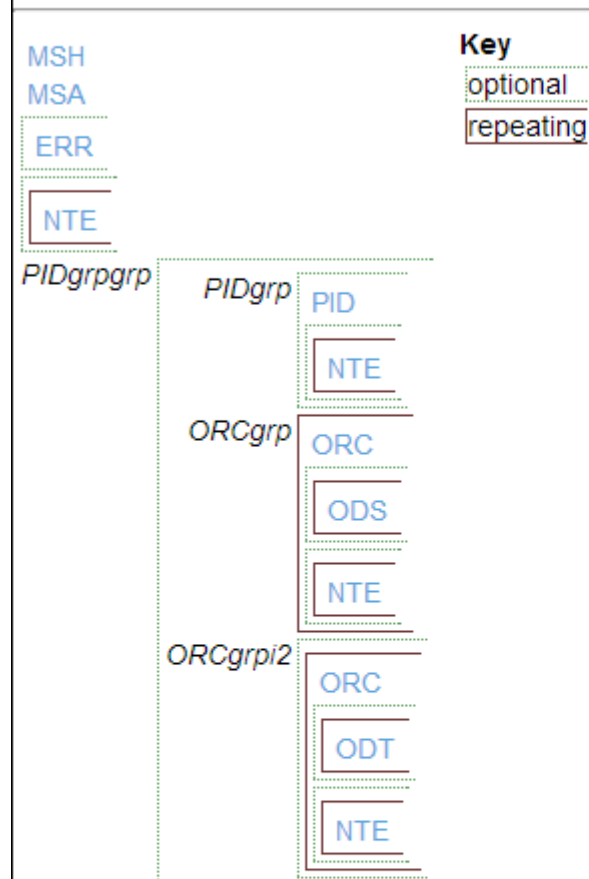 MSH
Key
MSA
optional
ERR
repeating
NTE
PIDgrpgrp
PIDgrp
PID
NTE
ORCgrp
ORC
ODS
NTE
ORCgrpi2
ORC
ODT
NTE